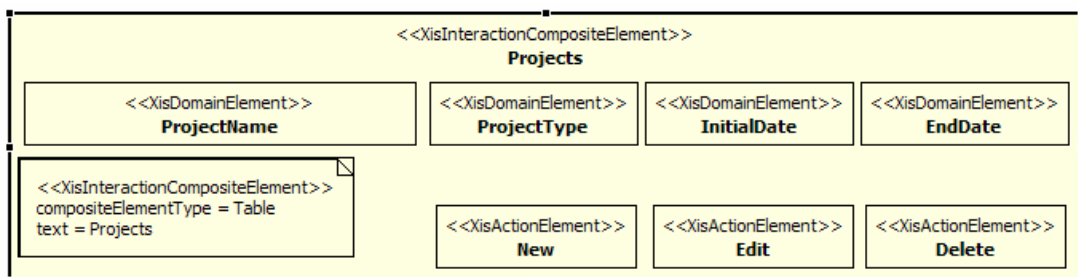 <<XisInteractionCompositeElement>>
Projects
<<XisDomainElement>>
ProjectName
<<XisDomainElement>>
ProjectType
<<XisDomainElement>>
InitialDate
<<XisDomainElement>>
EndDate
<<XisInteractionCompositeElement>>
compositeElementType = Table
text = Projects
<<XisActionElement>>
New
<<XisActionElement>>
Edit
<<XisActionElement>>
Delete